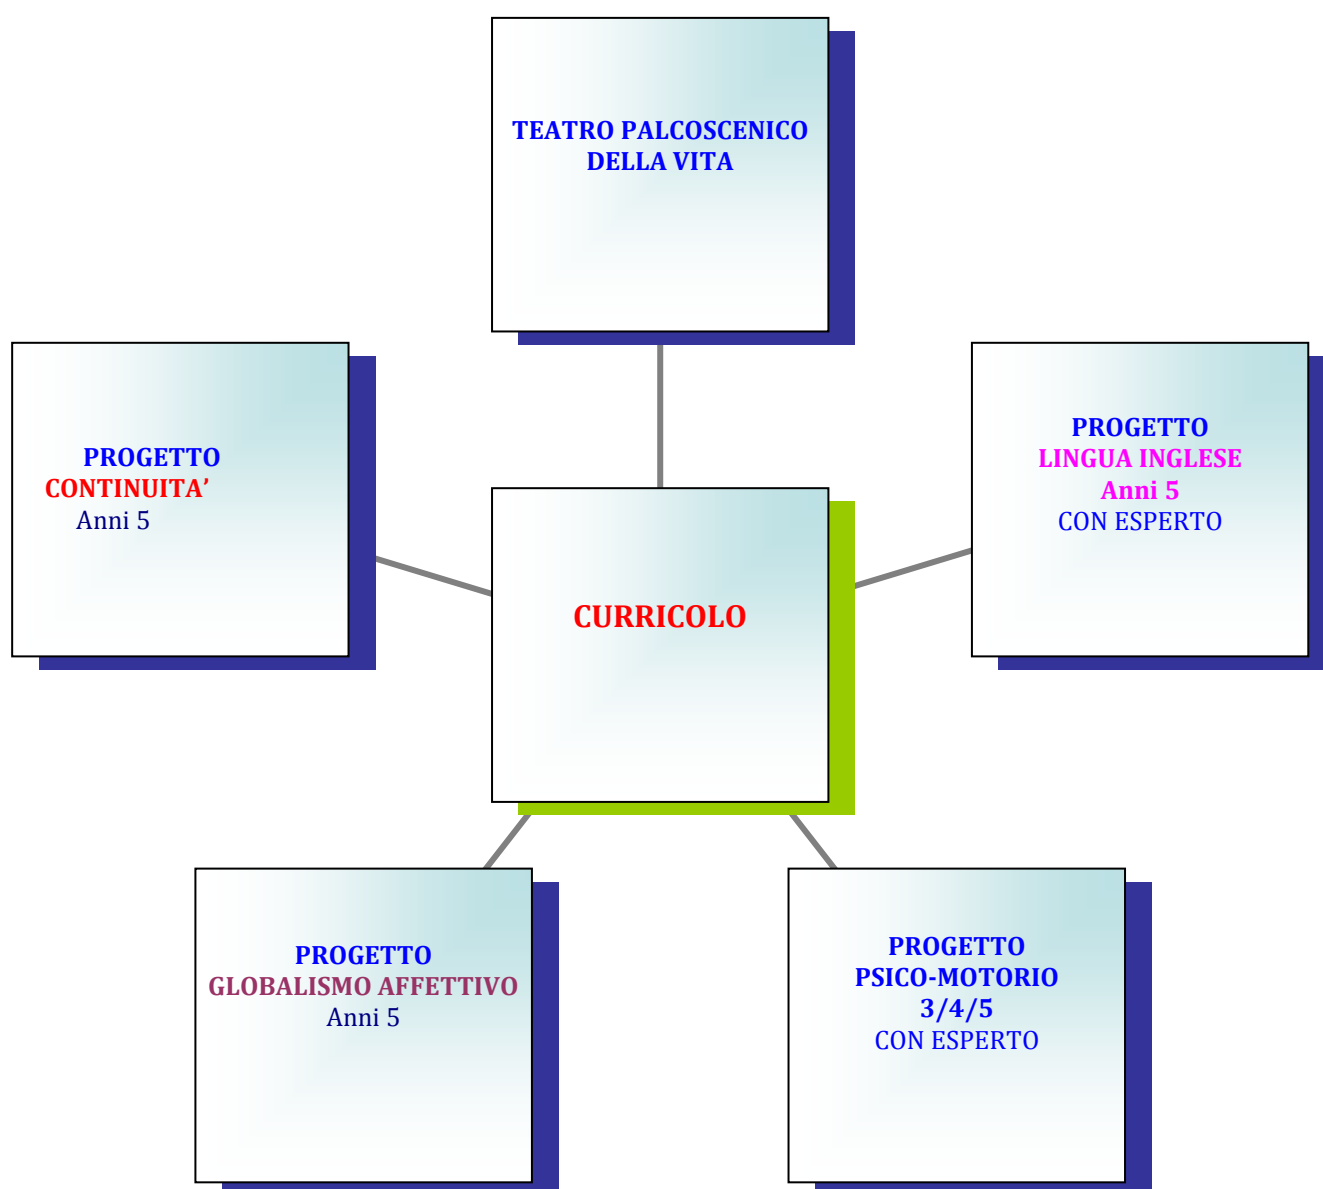 TEATRO PALCOSCENICO
DELLA VITA
PROGETTO
CONTINUITA’
Anni 5
PROGETTO
LINGUA INGLESE
Anni 5
CON ESPERTO
CURRICOLO
PROGETTO
GLOBALISMO AFFETTIVO
Anni 5
PROGETTO
PSICO-MOTORIO
3/4/5
CON ESPERTO